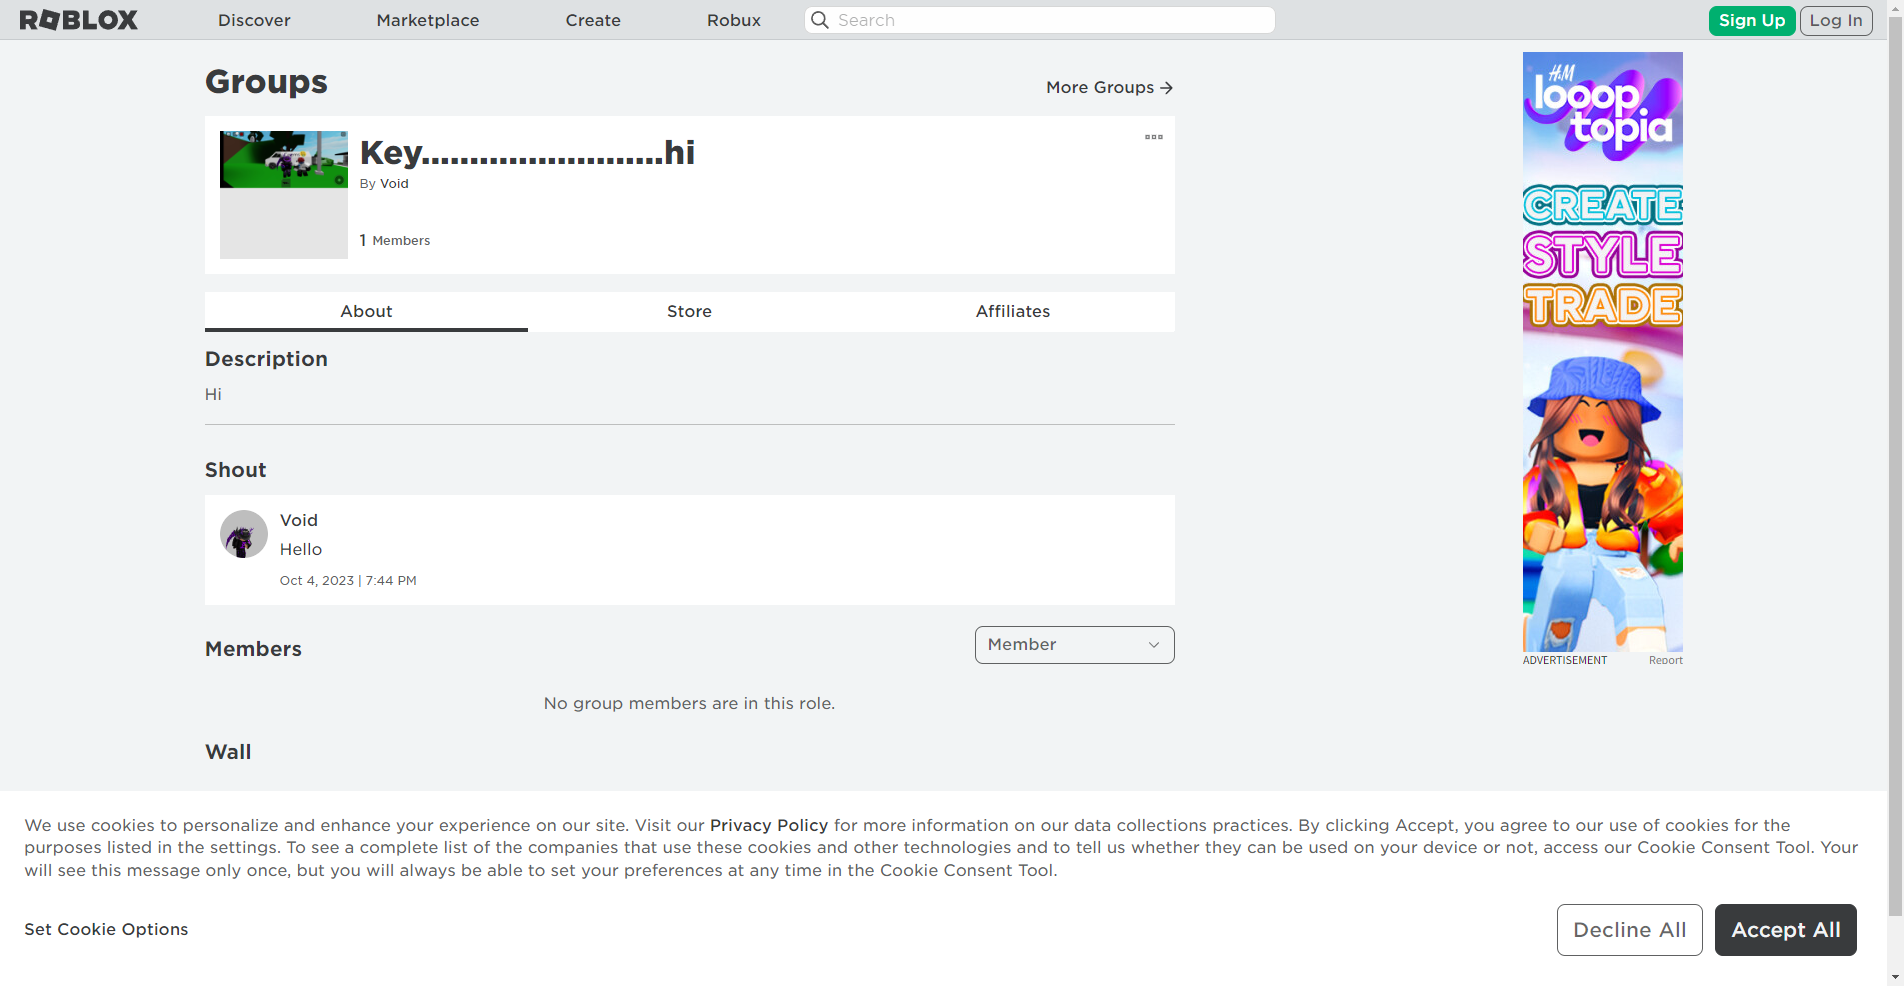 ROBLOX
Discover
Marketplace
Create
Robux
Search
Sign Up
Log In
Groups
More Groups
Key.........................hi
By Void
1 Members
About
Store
Affiliates
Description
Hi
Shout
Void
Hello
Oct 4, 2023 | 7:44 PM
Members
Member
No group members are in this role.
Wall
H&M
looop
topia
CREATE
STYLE
TRADE
ADVERTISEMENT
Report
We use cookies to personalize and enhance your experience on our site. Visit our Privacy Policy for more information on our data collections practices. By clicking Accept, you agree to our use of cookies for the
purposes listed in the settings. To see a complete list of the companies that use these cookies and other technologies and to tell us whether they can be used on your device or not, access our Cookie Consent Tool. Your
will see this message only once, but you will always be able to set your preferences at any time in the Cookie Consent Tool.
Set Cookie Options
Decline All
Accept All